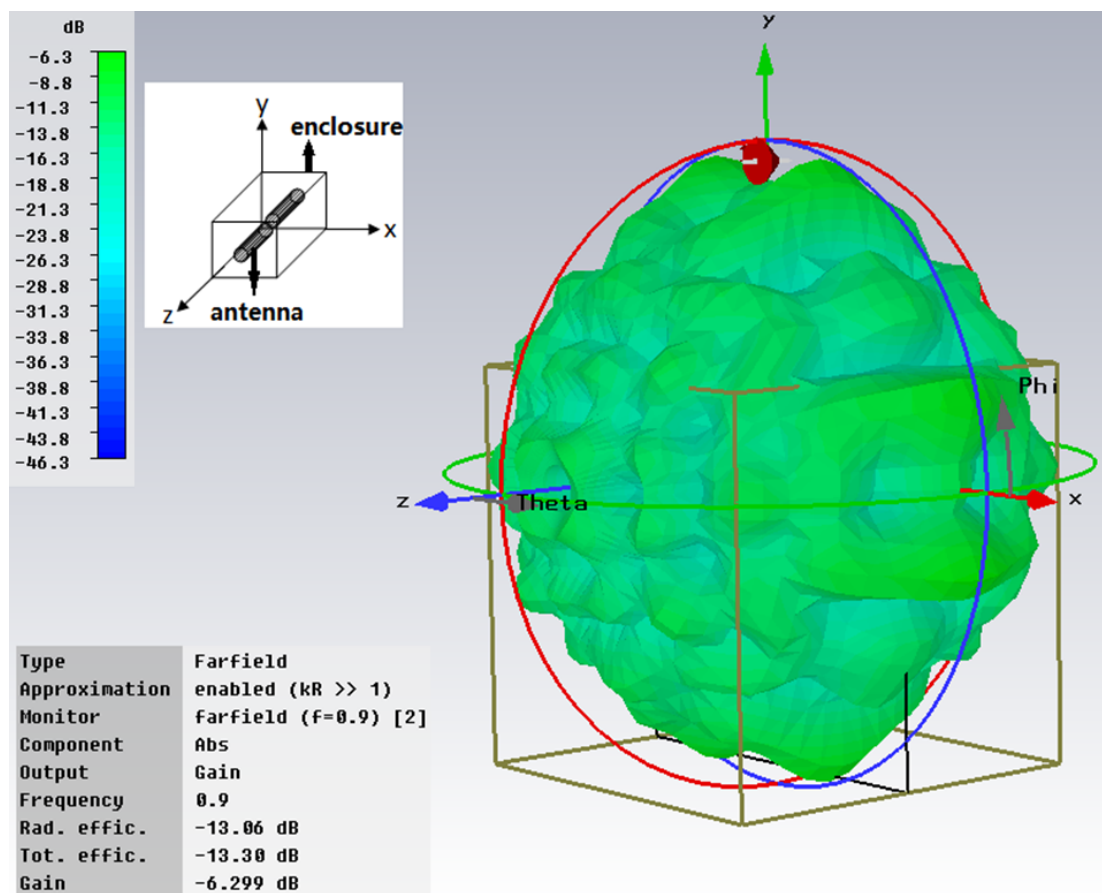 dB
-6.3
-8.8
-11.3
-13.8
-16.3
-18.8
-21.3
-23.8
-26.3
-28.8
-31.3
-33.8
-36.3
-38.8
-41.3
-43.8
-46.3
y
enclosure
x
z
antenna
y
Phi
z
Theta
x
Type Farfield
Approximation enabled (kR >> 1)
Monitor farfield (f=0.9) [2]
Component Abs
Output Gain
Frequency 0.9
Rad. effic. -13.06 dB
Tot. effic. -13.30 dB
Gain -6.299 dB